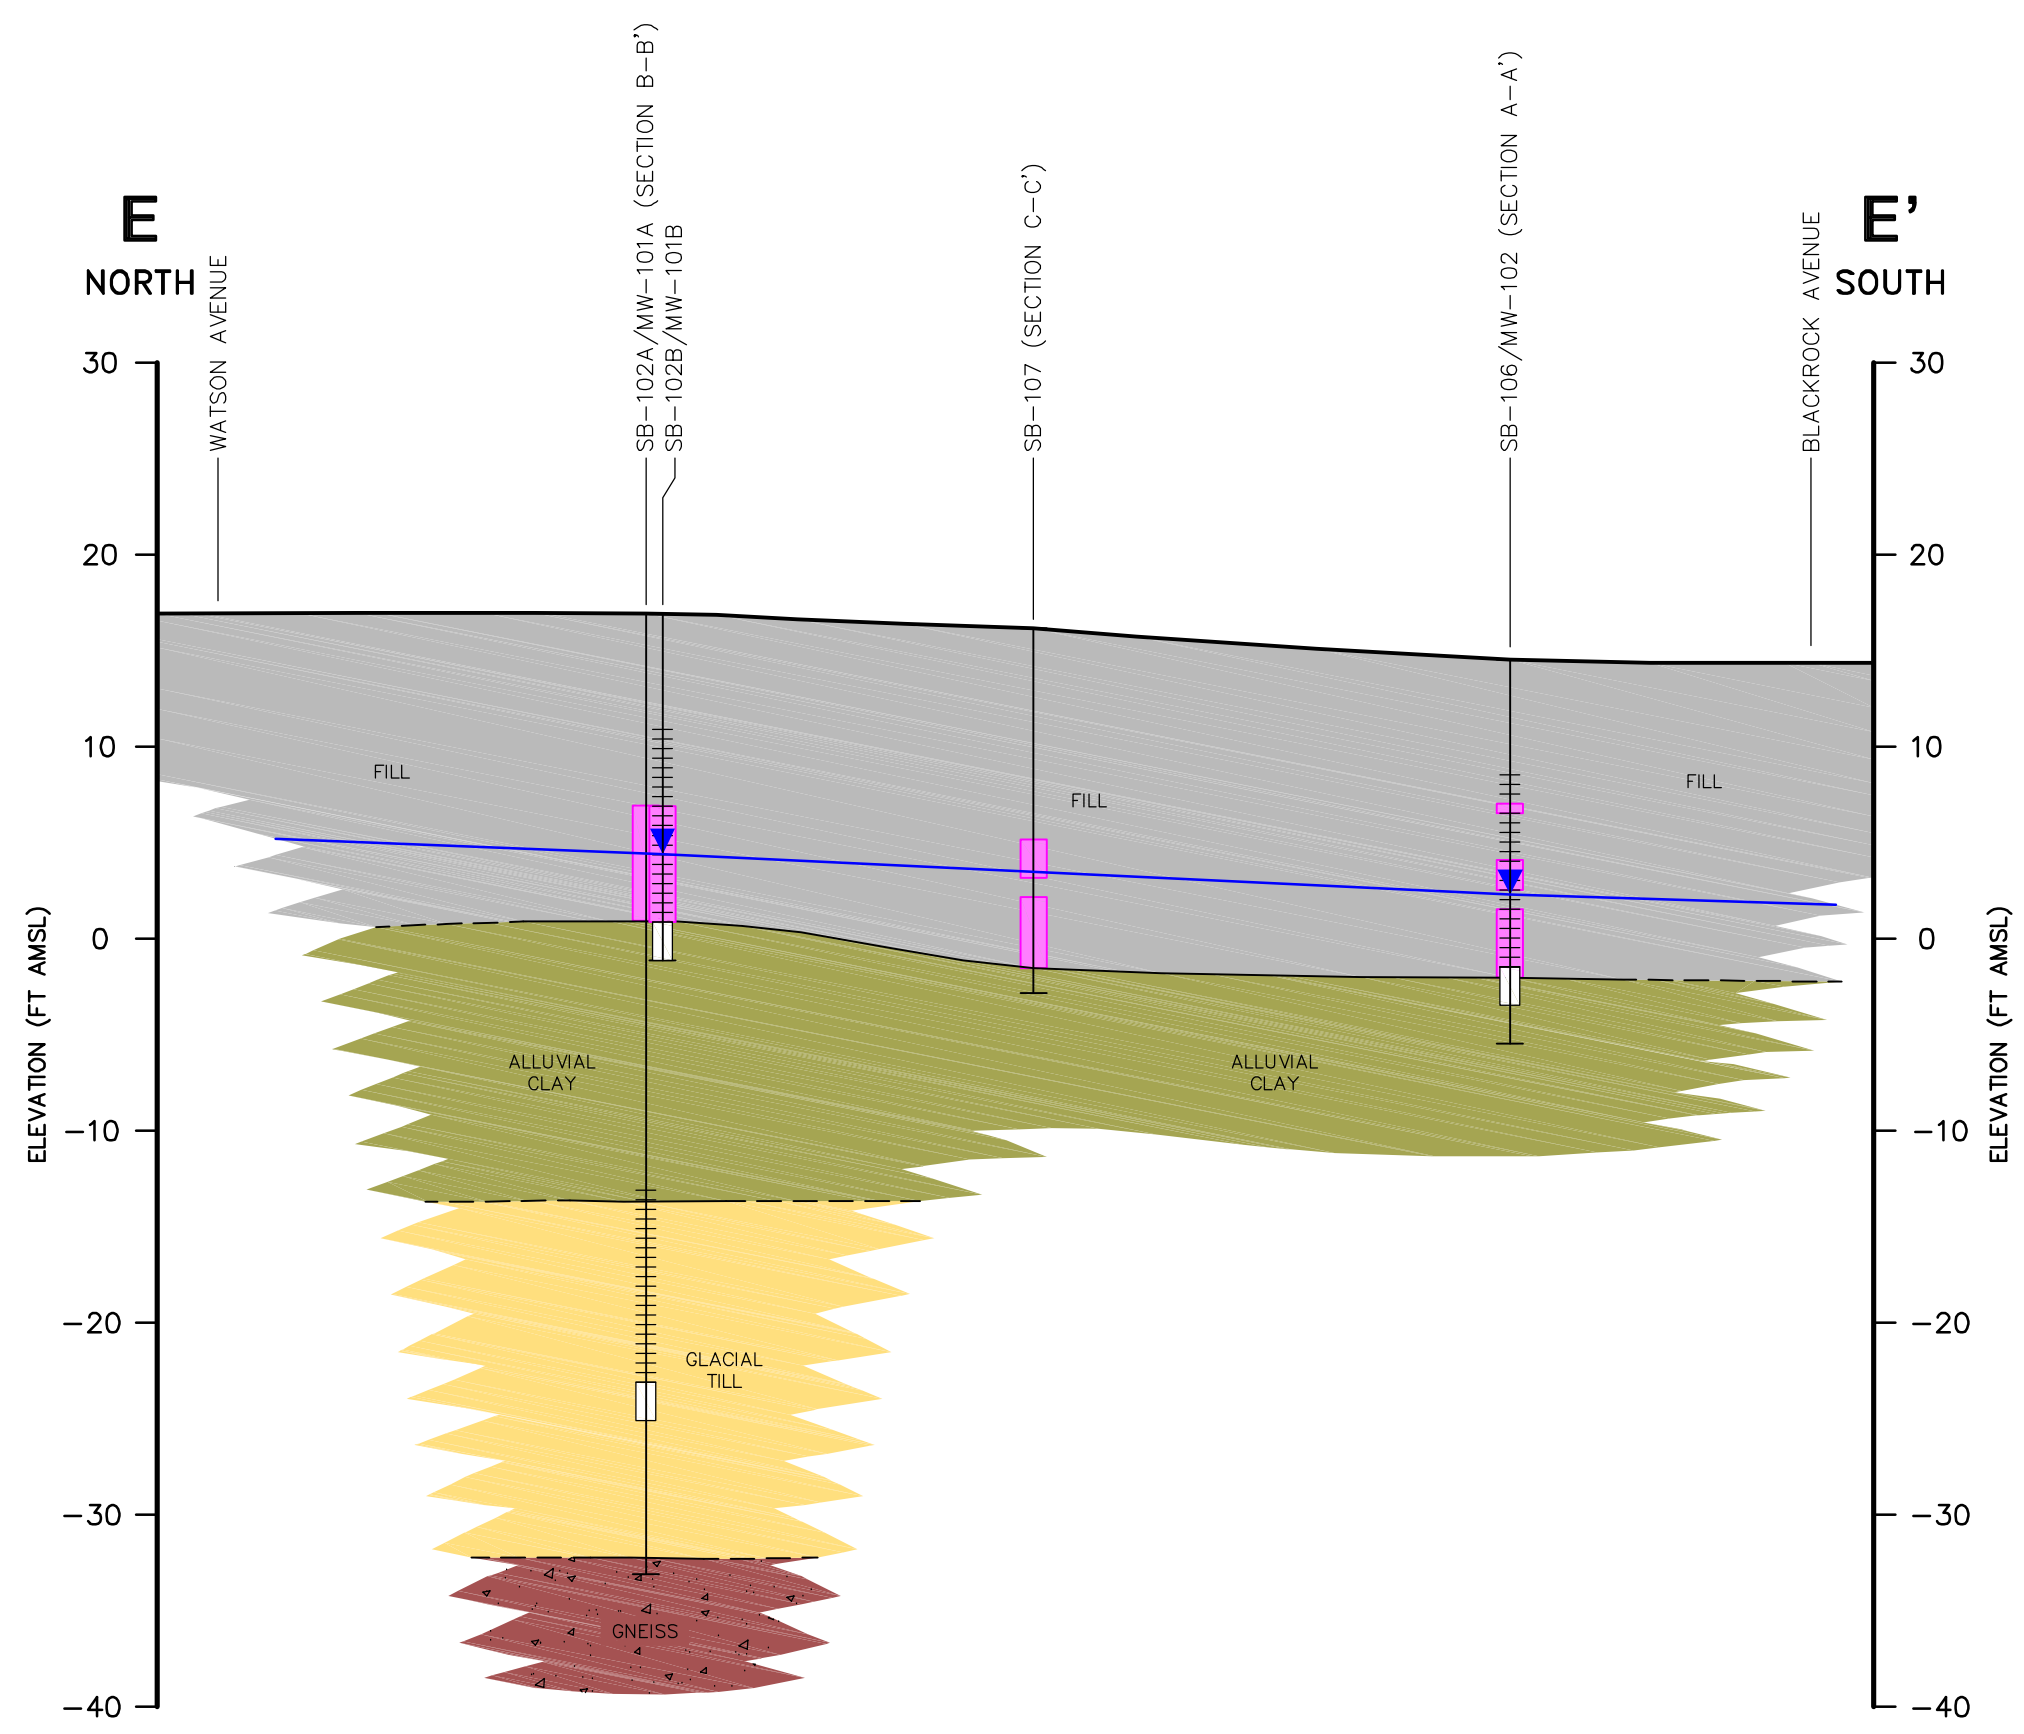 E
NORTH
WATSON AVENUE
SB-102A/MW-101A (SECTION B-B')
SB-102B/MW-101B
SB-107 (SECTION C-C')
SB-106/MW-102 (SECTION A-A')
BLACKROCK AVENUE
E'
SOUTH
30
20
10
0
-10
-20
-30
-40
ELEVATION (FT AMSL)
FILL
FILL
FILL
ALLUVIAL
CLAY
ALLUVIAL
CLAY
GLACIAL
TILL
GNEISS
30
20
10
0
-10
-20
-30
-40
ELEVATION (FT AMSL)